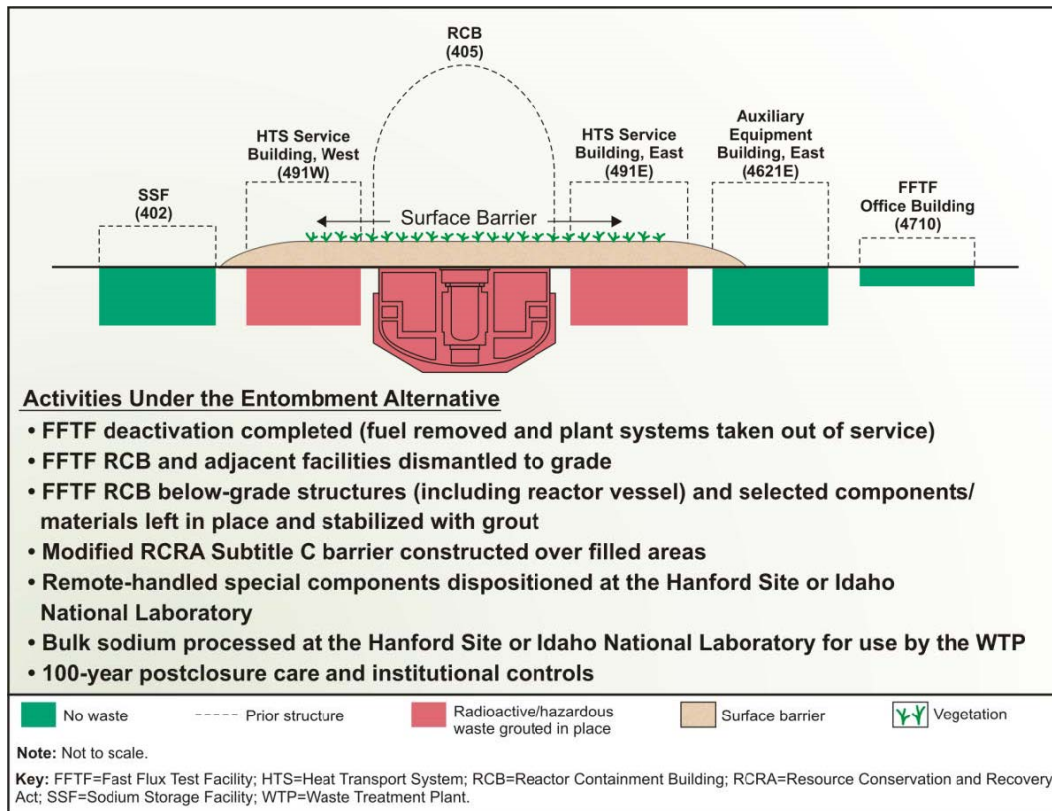 RCB
(405)
HTS Service
Building, West
(491W)
HTS Service
Building, East
(491E)
Auxiliary
Equipment
Building, East
(4621E)
SSF
(402)
FFTF
Office Building
(4710)
Surface Barrier
Activities Under the Entombment Alternative
• FFTF deactivation completed (fuel removed and plant systems taken out of service)
• FFTF RCB and adjacent facilities dismantled to grade
• FFTF RCB below-grade structures (including reactor vessel) and selected components/
materials left in place and stabilized with grout
• Modified RCRA Subtitle C barrier constructed over filled areas
• Remote-handled special components dispositioned at the Hanford Site or Idaho
National Laboratory
• Bulk sodium processed at the Hanford Site or Idaho National Laboratory for use by the WTP
• 100-year postclosure care and institutional controls
No waste
Prior structure
Radioactive/hazardous
waste grouted in place
Surface barrier
Vegetation
Note: Not to scale.
Key: FFTF=Fast Flux Test Facility; HTS=Heat Transport System; RCB=Reactor Containment Building; RCRA=Resource Conservation and Recovery
Act; SSF=Sodium Storage Facility; WTP=Waste Treatment Plant.